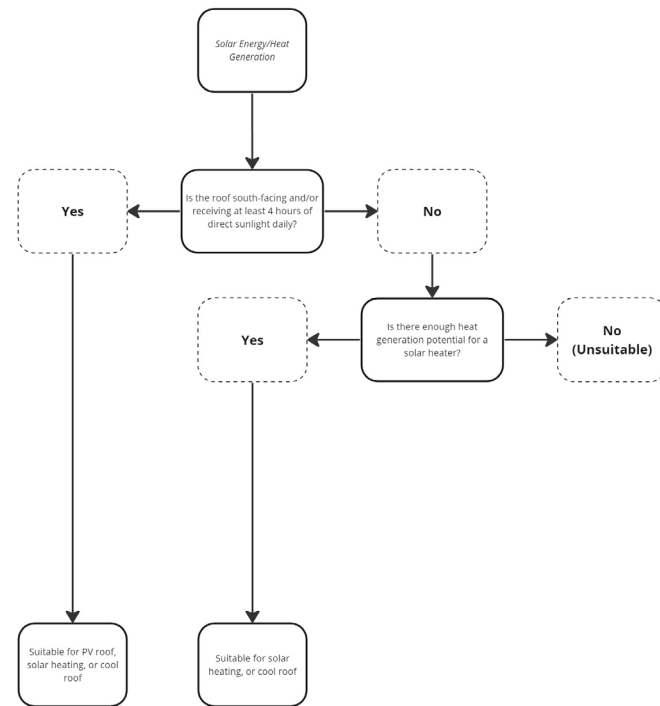 Solar Energy/Heat
Generation
Is the roof south-facing and/or
receiving at least 4 hours of
direct sunlight daily?
Yes
No
Is there enough heat
generation potential for a
solar heater?
Yes
No
(Unsuitable)
Suitable for PV roof,
solar heating, or cool
roof
Suitable for solar
heating, or cool roof